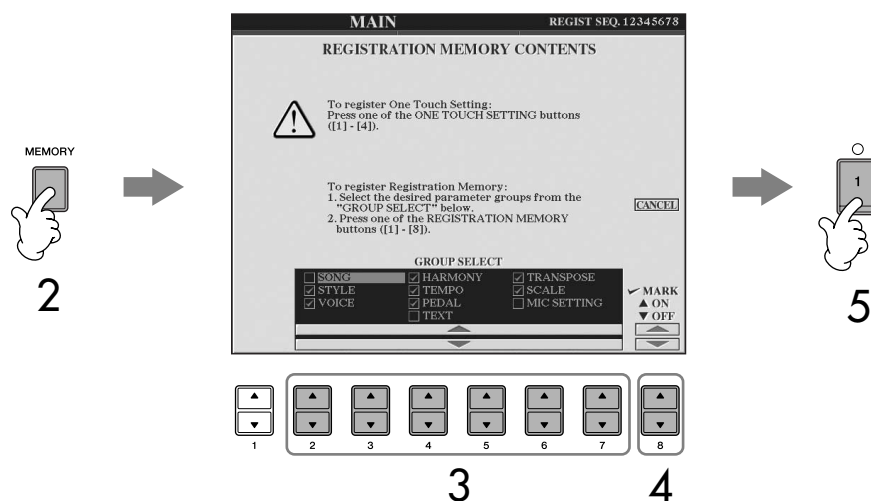 MAIN
REGIST SEQ. 12345678
REGISTRATION MEMORY CONTENTS
To register One Touch Setting:
Press one of the ONE TOUCH SETTING buttons
([1] - [4]).
MEMORY
1
To register Registration Memory:
1. Select the desired parameter groups from the
"GROUP SELECT" below.
2. Press one of the REGISTRATION MEMORY
buttons ([1] - [8]).
CANCEL
GROUP SELECT
SONG
HARMONY
TRANSPOSE
STYLE
TEMPO
SCALE
VOICE
PEDAL
MIC SETTING
TEXT
MARK
▲ ON
▼ OFF
2
5
1 2 3 4 5 6 7 8
3
4